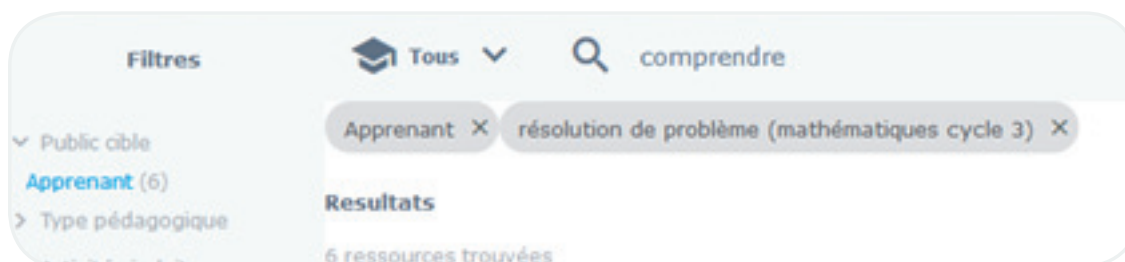 Filtres
Tous
comprendre
Apprenant × résolution de problème (mathématiques cycle 3) ×
Public cible
Apprenant (6)
Type pédagogique
Resultats
6 ressources trouvées